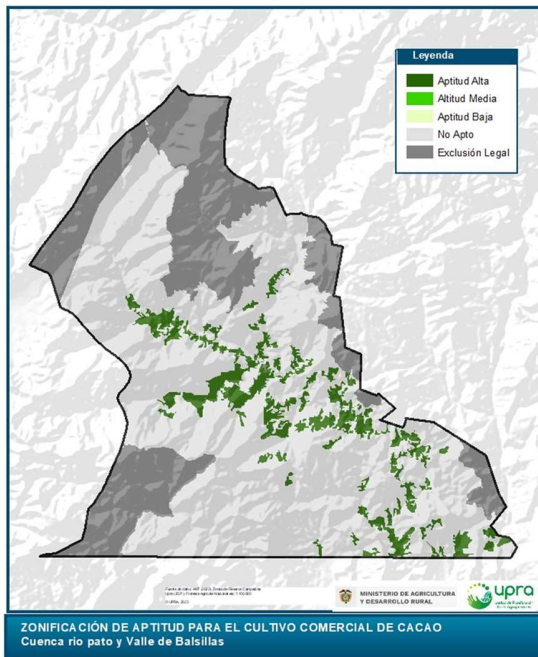 Leyenda
Aptitud Alta
Altitud Media
Aptitud Baja
No Apto
Exclusión Legal
MINISTERIO DE AGRICULTURA
Y DESARROLLO RURAL
upra
ZONIFICACIÓN DE APTITUD PARA EL CULTIVO COMERCIAL DE CACAO
Cuenca rio pato y Valle de Balsillas